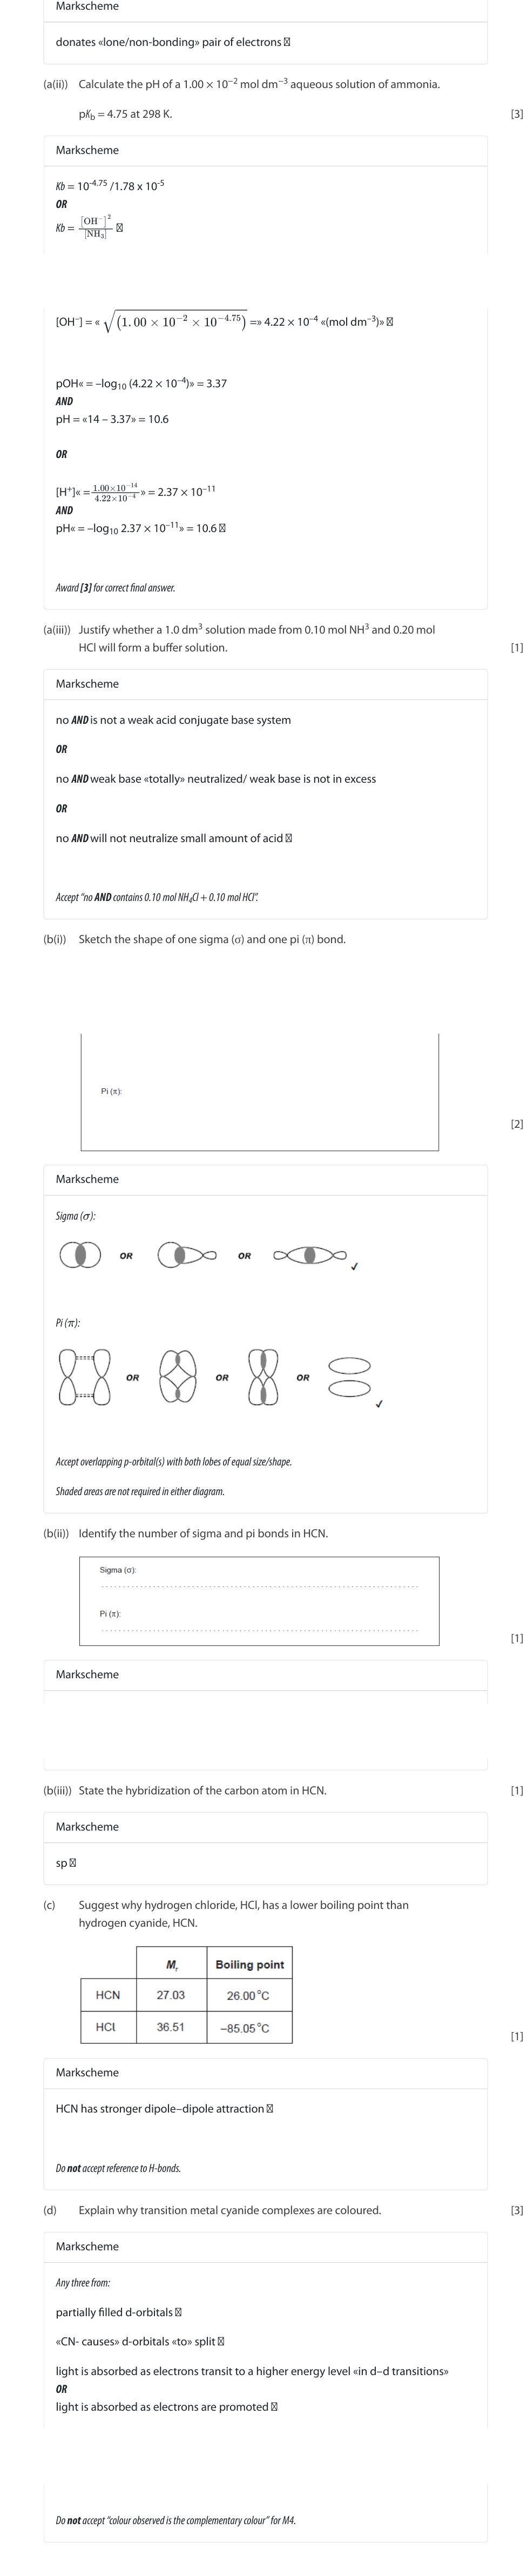 Markscheme
donates «lone/non-bonding» pair of electrons
(a(ii)) Calculate the pH of a 1.00 × 10⁻² mol dm⁻³ aqueous solution of ammonia.
pKb = 4.75 at 298 K.
[3]
Markscheme
Kb = 10⁻⁴·⁷⁵ /1.78 x 10⁻⁵
OR
Kb = [OH⁻]² / [NH₃]
[OH⁻] = « √(1.00 × 10⁻² × 10⁻⁴·⁷⁵) =» 4.22 × 10⁻⁴ «(mol dm⁻³)»
pOH« = –log₁₀ (4.22 × 10⁻⁴)» = 3.37
AND
pH = «14 – 3.37» = 10.6
OR
[H⁺]« = 1.00×10⁻¹⁴ / 4.22×10⁻⁴ » = 2.37 × 10⁻¹¹
AND
pH« = –log₁₀ 2.37 × 10⁻¹¹» = 10.6
Award [3] for correct final answer.
(a(iii)) Justify whether a 1.0 dm³ solution made from 0.10 mol NH³ and 0.20 mol
HCl will form a buffer solution.
[1]
Markscheme
no AND is not a weak acid conjugate base system
OR
no AND weak base «totally» neutralized/ weak base is not in excess
OR
no AND will not neutralize small amount of acid
Accept “no AND contains 0.10 mol NH₄Cl + 0.10 mol HCl”.
(b(i)) Sketch the shape of one sigma (σ) and one pi (π) bond.
Pi (π):
[2]
Markscheme
Sigma (σ):
OR OR ✓
Pi (π):
OR OR OR ✓
Accept overlapping p-orbital(s) with both lobes of equal size/shape.
Shaded areas are not required in either diagram.
(b(ii)) Identify the number of sigma and pi bonds in HCN.
Sigma (σ):
Pi (π):
[1]
Markscheme
(b(iii)) State the hybridization of the carbon atom in HCN.
[1]
Markscheme
sp
(c) Suggest why hydrogen chloride, HCl, has a lower boiling point than
hydrogen cyanide, HCN.
Mr Boiling point
HCN 27.03 26.00 °C
HCl 36.51 –85.05 °C
[1]
Markscheme
HCN has stronger dipole–dipole attraction
Do not accept reference to H-bonds.
(d) Explain why transition metal cyanide complexes are coloured.
[3]
Markscheme
Any three from:
partially filled d-orbitals
«CN- causes» d-orbitals «to» split
light is absorbed as electrons transit to a higher energy level «in d–d transitions»
OR
light is absorbed as electrons are promoted
Do not accept “colour observed is the complementary colour” for M4.